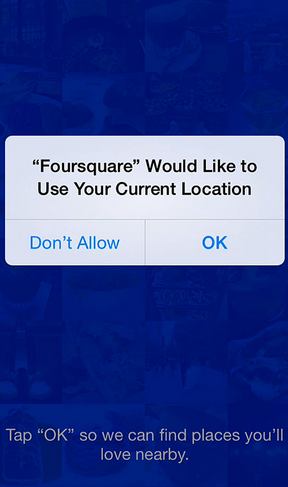 “Foursquare” Would Like to
Use Your Current Location
Don’t Allow
OK
Tap “OK” so we can find places you’ll
love nearby.